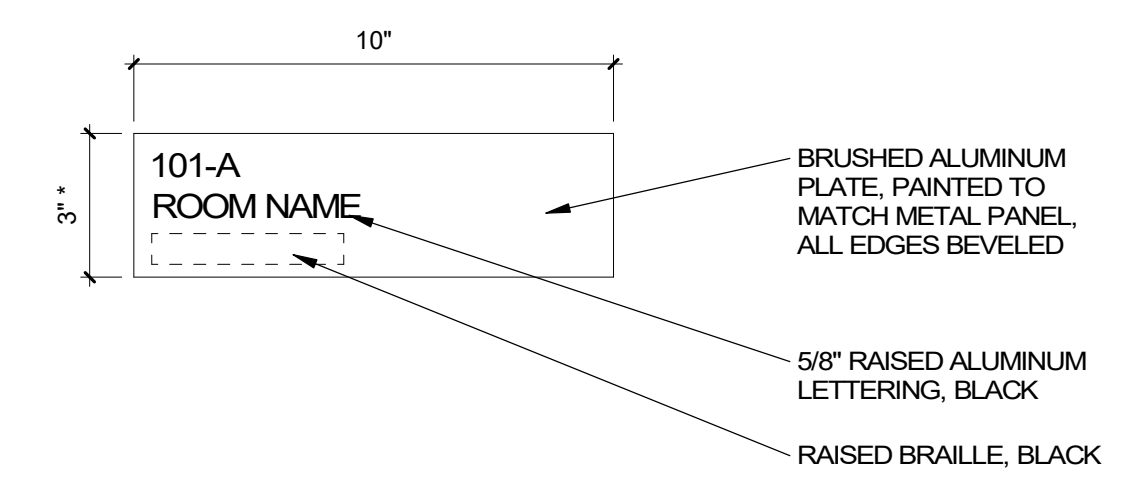 10"
3" *
101-A
ROOM NAME
BRUSHED ALUMINUM
PLATE, PAINTED TO
MATCH METAL PANEL,
ALL EDGES BEVELED
5/8" RAISED ALUMINUM
LETTERING, BLACK
RAISED BRAILLE, BLACK